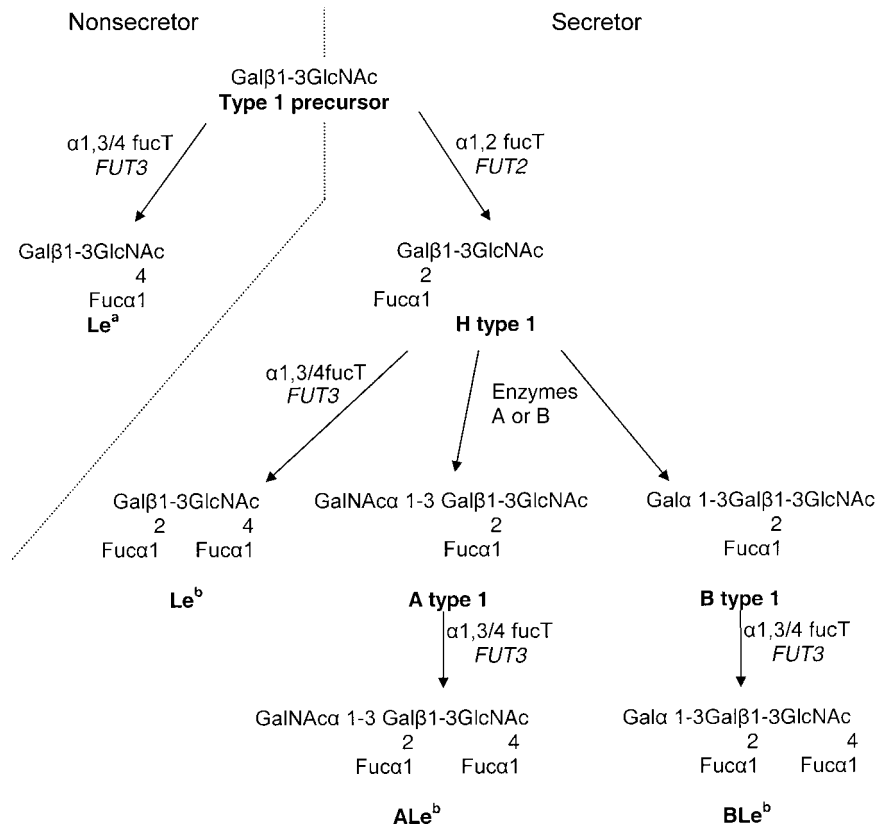 Nonsecretor
Secretor
Galβ1-3GlcNAc
Type 1 precursor
α1,3/4 fucT
FUT3
α1,2 fucT
FUT2
Galβ1-3GlcNAc
4
Fucα1
Leᵃ
Galβ1-3GlcNAc
2
Fucα1
H type 1
α1,3/4fucT
FUT3
Enzymes
A or B
Galβ1-3GlcNAc
2 4
Fucα1 Fucα1
Leᵇ
GalNAcα 1-3 Galβ1-3GlcNAc
2
Fucα1
A type 1
Galα 1-3Galβ1-3GlcNAc
2
Fucα1
B type 1
α1,3/4 fucT
FUT3
α1,3/4 fucT
FUT3
GalNAcα 1-3 Galβ1-3GlcNAc
2 4
Fucα1 Fucα1
ALeᵇ
Galα 1-3Galβ1-3GlcNAc
2 4
Fucα1 Fucα1
BLeᵇ